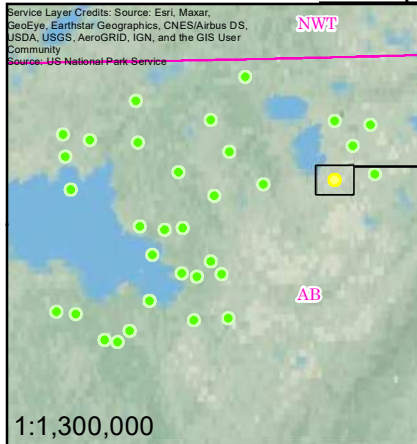 Service Layer Credits: Source: Esri, Maxar,
GeoEye, Earthstar Geographics, CNES/Airbus DS,
USDA, USGS, AeroGRID, IGN, and the GIS User
Community
Source: US National Park Service
NWT
AB
1:1,300,000